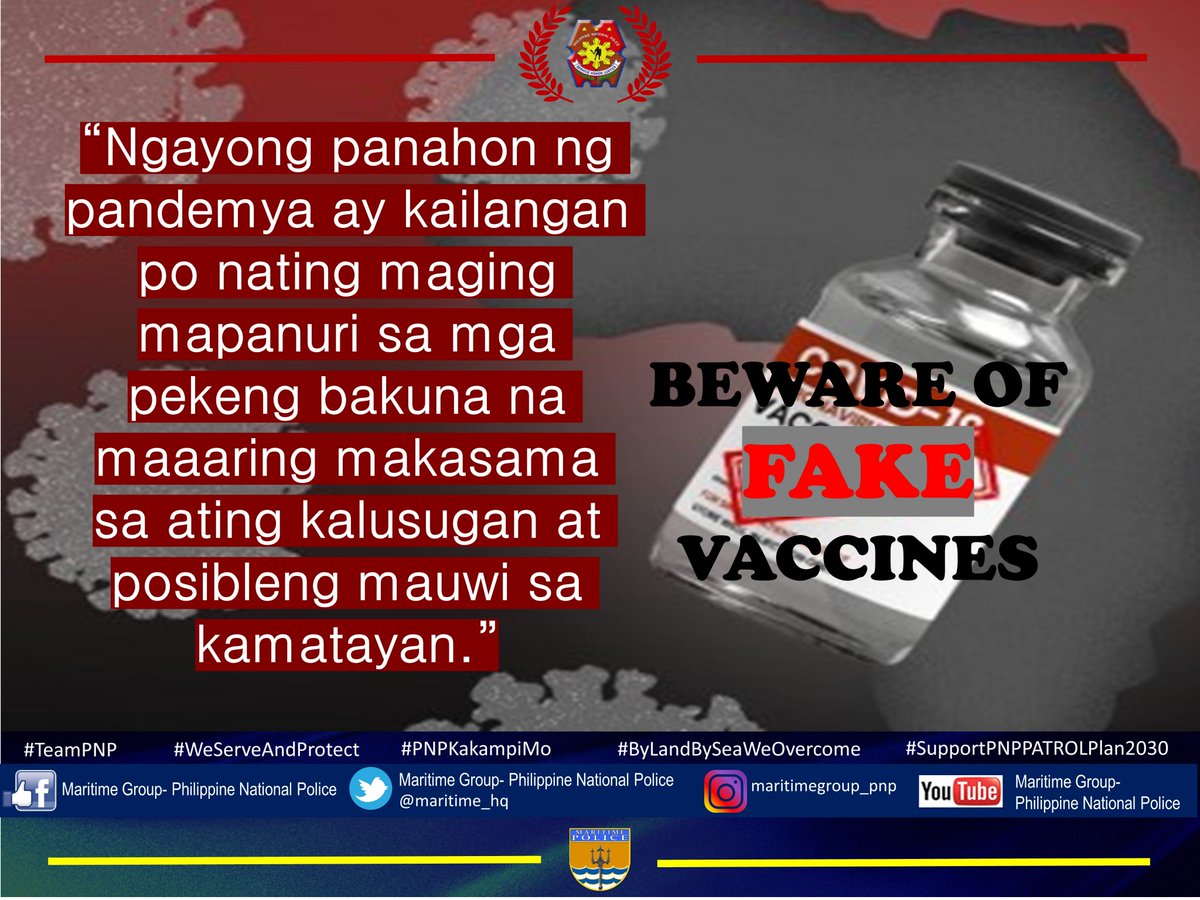 “Ngayong panahon ng
pandemya ay kailangan
po nating maging
mapanuri sa mga
pekeng bakuna na
maaaring makasama
sa ating kalusugan at
posibleng mauwi sa
kamatayan.”
COVID-19
BEWARE OF
FAKE
VACCINES
#TeamPNP #WeServeAndProtect #PNPKakampiMo #ByLandBySeaWeOvercome #SupportPNPPATROLPlan2030
Maritime Group- Philippine National Police
Maritime Group- Philippine National Police
@maritime_hq
maritimegroup_pnp
YouTube
Maritime Group-
Philippine National Police
MARITIME
POLICE